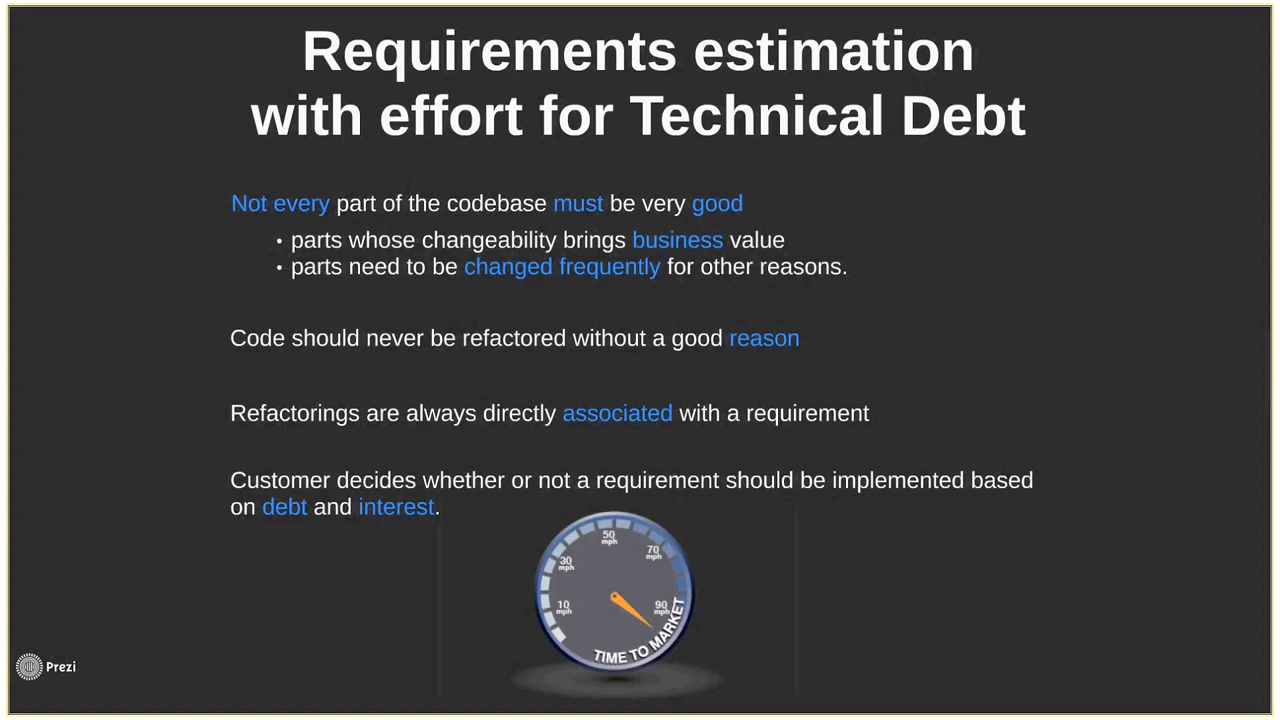 Requirements estimation
with effort for Technical Debt
Not every part of the codebase must be very good
• parts whose changeability brings business value
• parts need to be changed frequently for other reasons.
Code should never be refactored without a good reason
Refactorings are always directly associated with a requirement
Customer decides whether or not a requirement should be implemented based
on debt and interest.
50
mph
70
mph
30
mph
10
mph
90
mph
TIME TO MARKET
Prezi